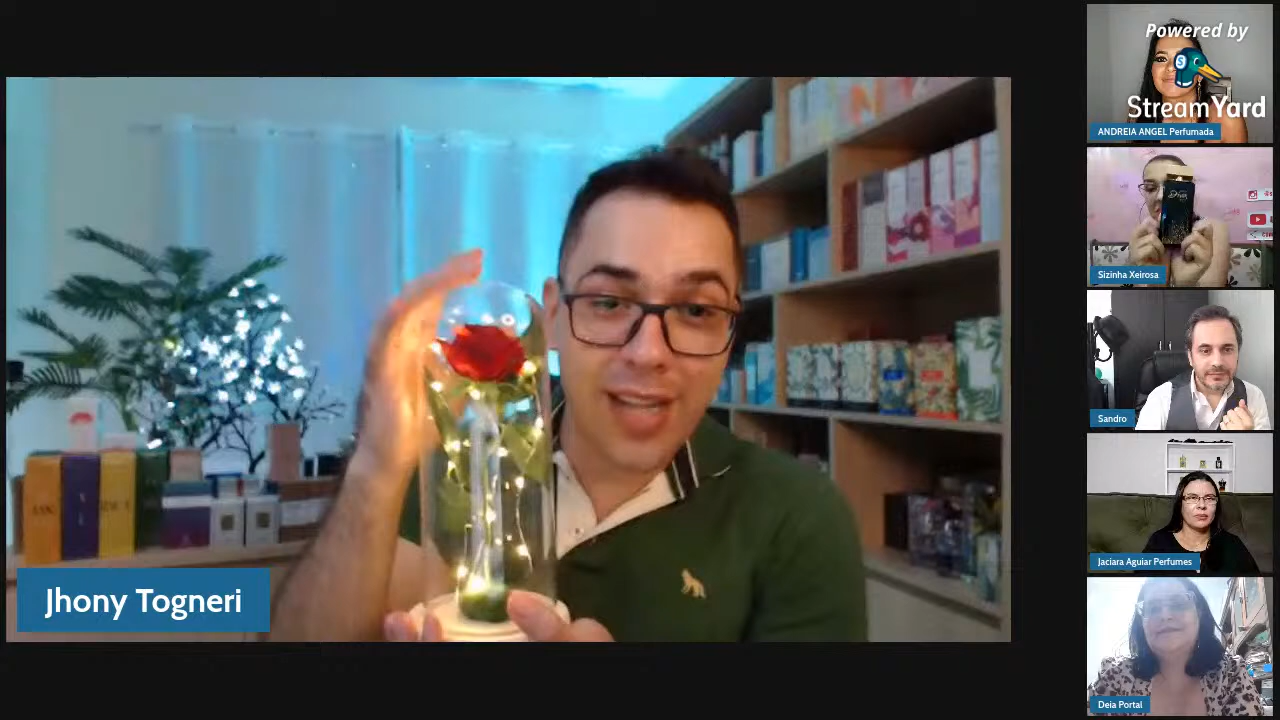 Powered by
StreamYard
ANDREIA ANGEL Perfumada
Sizinha Xeirosa
Sandro
Jaciara Aguiar Perfumes
Deia Portal
Jhony Togneri